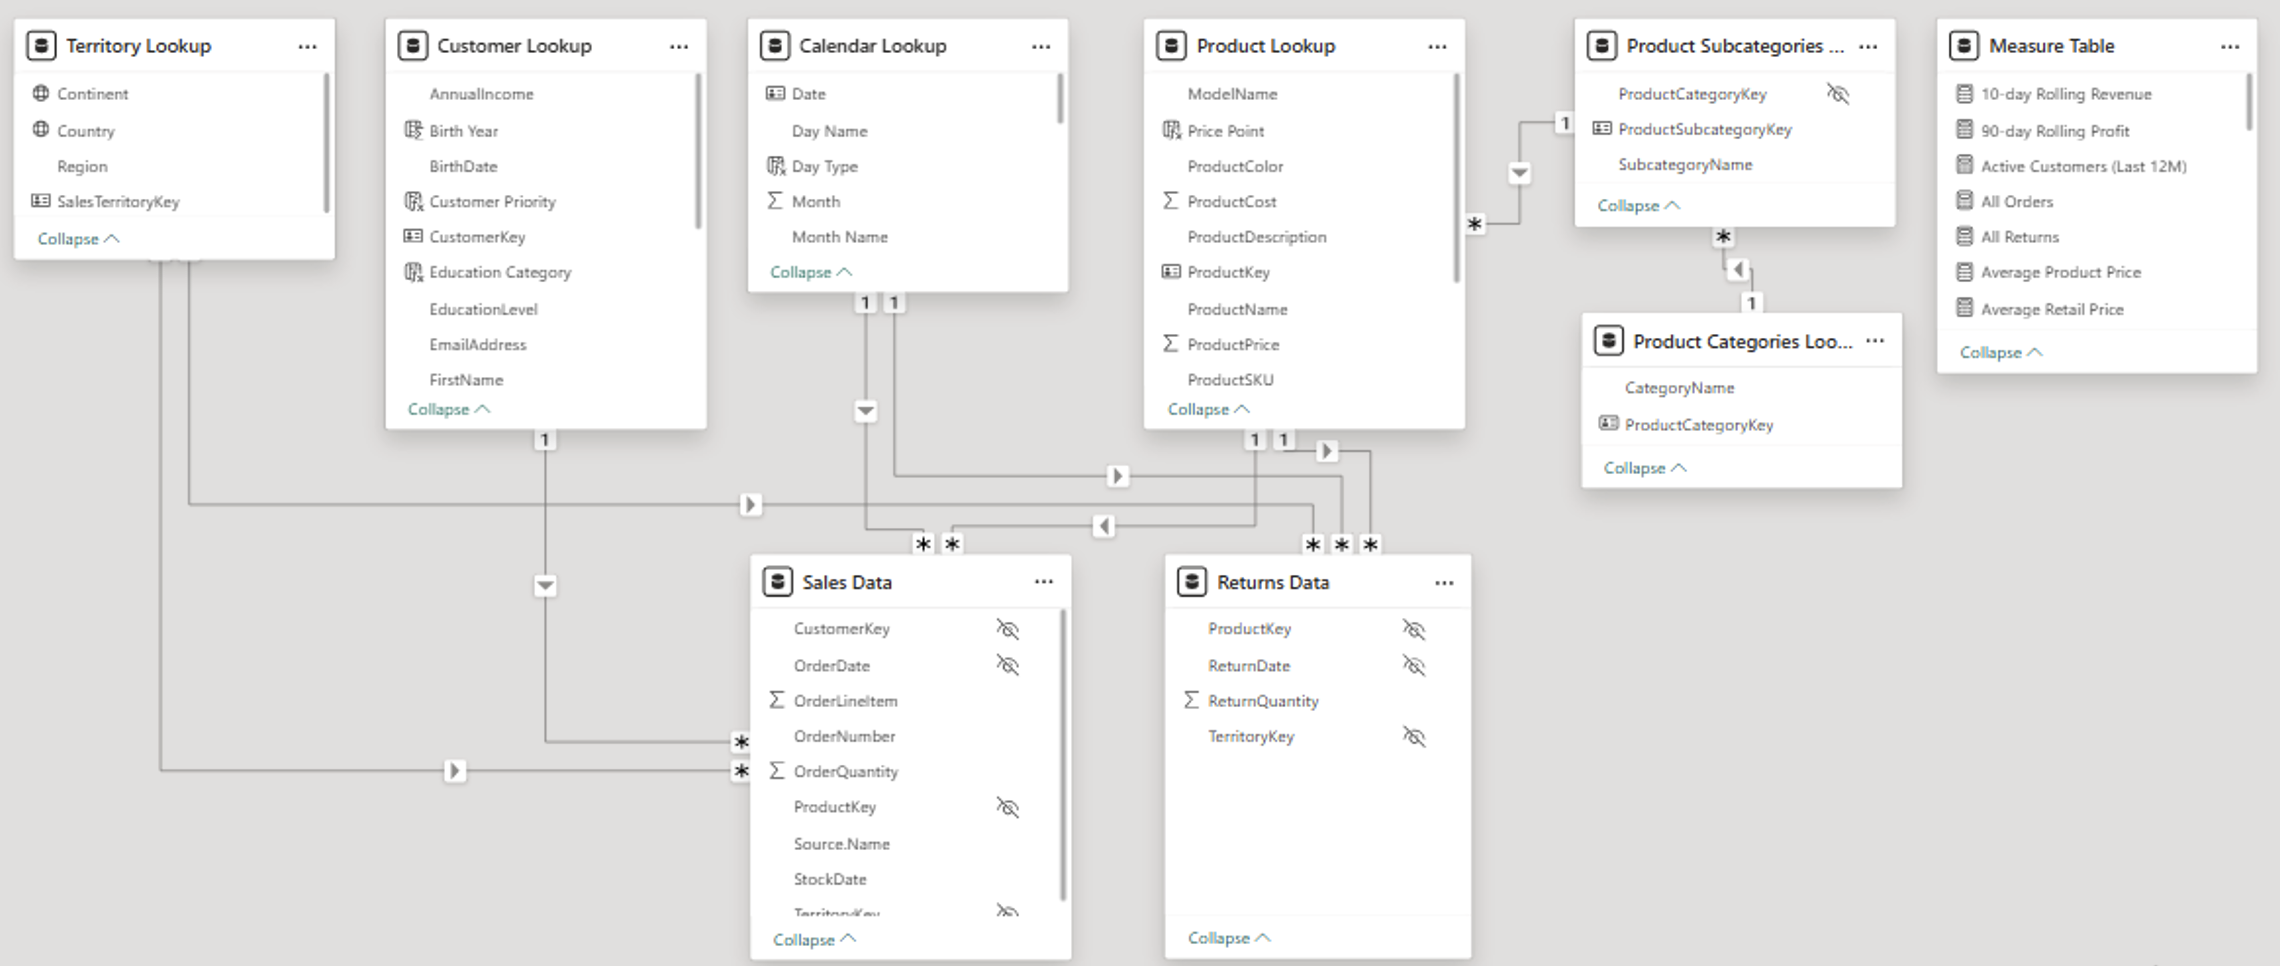 Territory Lookup
Continent
Country
Region
SalesTerritoryKey
Collapse
Customer Lookup
AnnualIncome
Birth Year
BirthDate
Customer Priority
CustomerKey
Education Category
EducationLevel
EmailAddress
FirstName
Collapse
Calendar Lookup
Date
Day Name
Day Type
Month
Month Name
Collapse
Product Lookup
ModelName
Price Point
ProductColor
ProductCost
ProductDescription
ProductKey
ProductName
ProductPrice
ProductSKU
Collapse
Product Subcategories ...
ProductCategoryKey
ProductSubcategoryKey
SubcategoryName
Collapse
Product Categories Loo...
CategoryName
ProductCategoryKey
Collapse
Measure Table
10-day Rolling Revenue
90-day Rolling Profit
Active Customers (Last 12M)
All Orders
All Returns
Average Product Price
Average Retail Price
Collapse
1
*
*
1
1
1 1
1 1
* *
* * *
*
*
Sales Data
CustomerKey
OrderDate
OrderLineItem
OrderNumber
OrderQuantity
ProductKey
Source.Name
StockDate
TerritoryKey
Collapse
Returns Data
ProductKey
ReturnDate
ReturnQuantity
TerritoryKey
Collapse